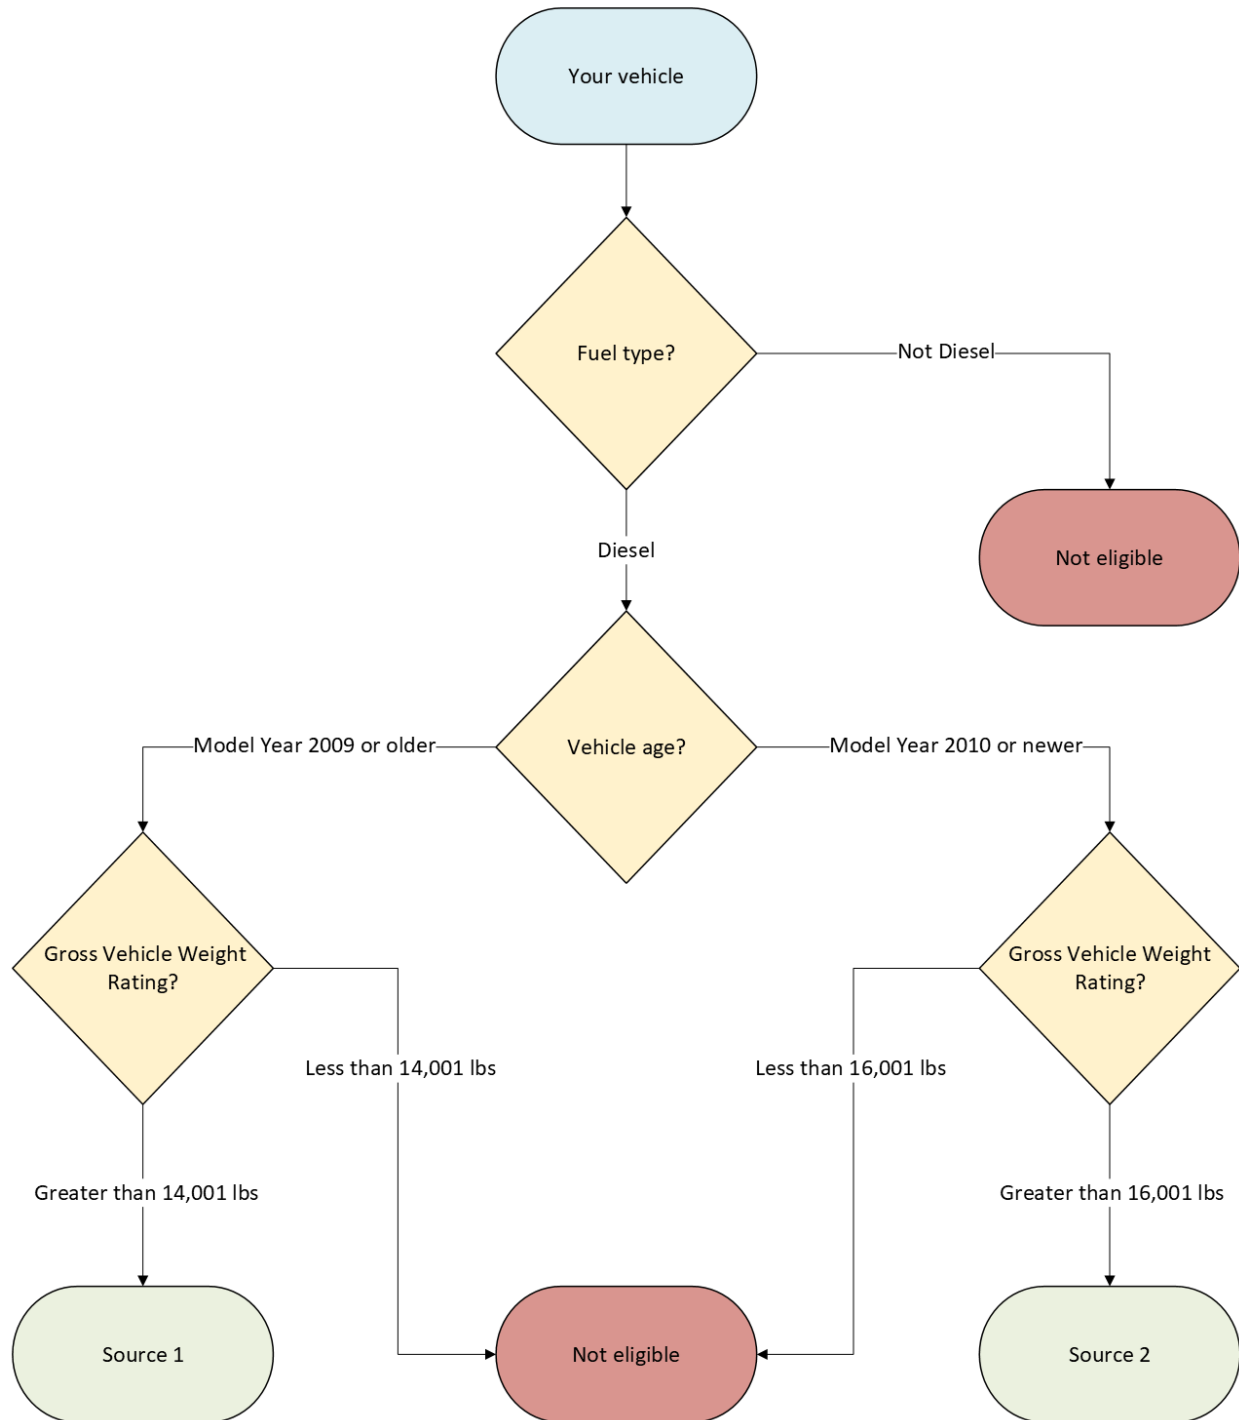 Your vehicle
Fuel type?
Not Diesel
Diesel
Not eligible
Vehicle age?
Model Year 2009 or older
Model Year 2010 or newer
Gross Vehicle Weight
Rating?
Gross Vehicle Weight
Rating?
Less than 14,001 lbs
Less than 16,001 lbs
Greater than 14,001 lbs
Greater than 16,001 lbs
Source 1
Not eligible
Source 2